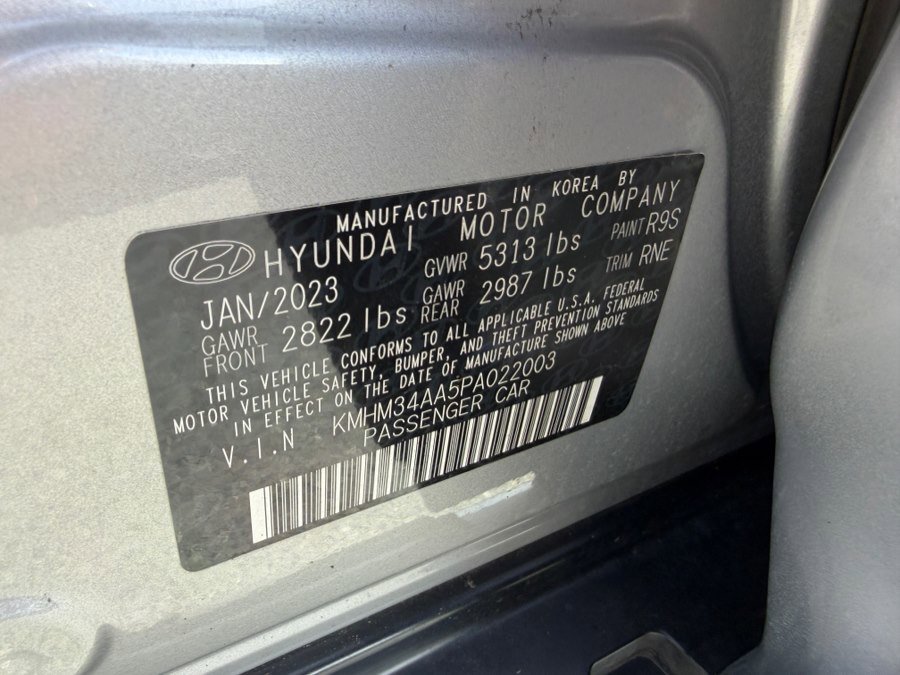 MANUFACTURED IN KOREA BY
HYUNDAI MOTOR COMPANY
JAN/2023 GVWR 5313 lbs PAINT R9S
GAWR FRONT 2822 lbs GAWR REAR 2987 lbs TRIM RNE
THIS VEHICLE CONFORMS TO ALL APPLICABLE U.S.A. FEDERAL
MOTOR VEHICLE SAFETY, BUMPER, AND THEFT PREVENTION STANDARDS
IN EFFECT ON THE DATE OF MANUFACTURE SHOWN ABOVE
V.I.N KMHM34AA5PA022003
PASSENGER CAR